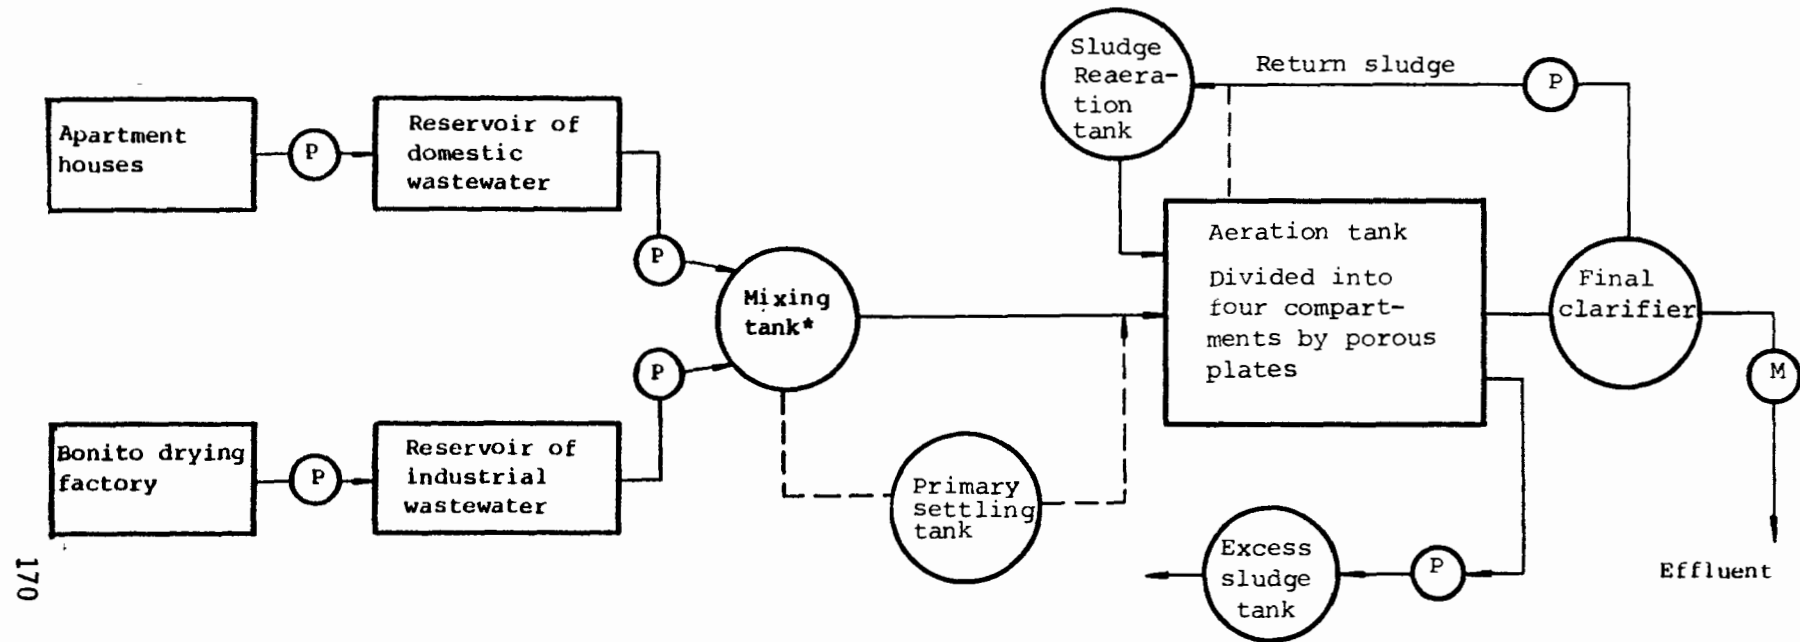 Apartment
houses
P
Reservoir of
domestic
wastewater
P
Bonito drying
factory
P
Reservoir of
industrial
wastewater
P
Mixing
tank*
Primary
settling
tank
Sludge
Reaera-
tion
tank
Return sludge
P
Aeration tank
Divided into
four compart-
ments by porous
plates
Final
clarifier
M
Effluent
P
Excess
sludge
tank
170